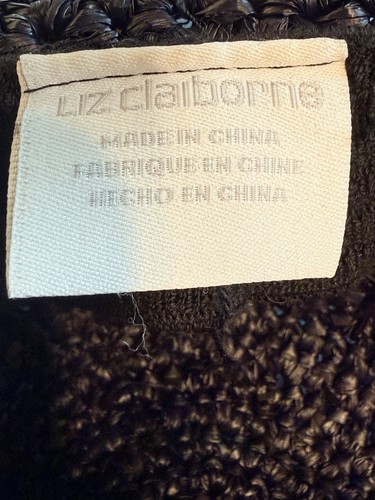 Liz claiborne
MADE IN CHINA
FABRIQUE EN CHINE
HECHO EN CHINA